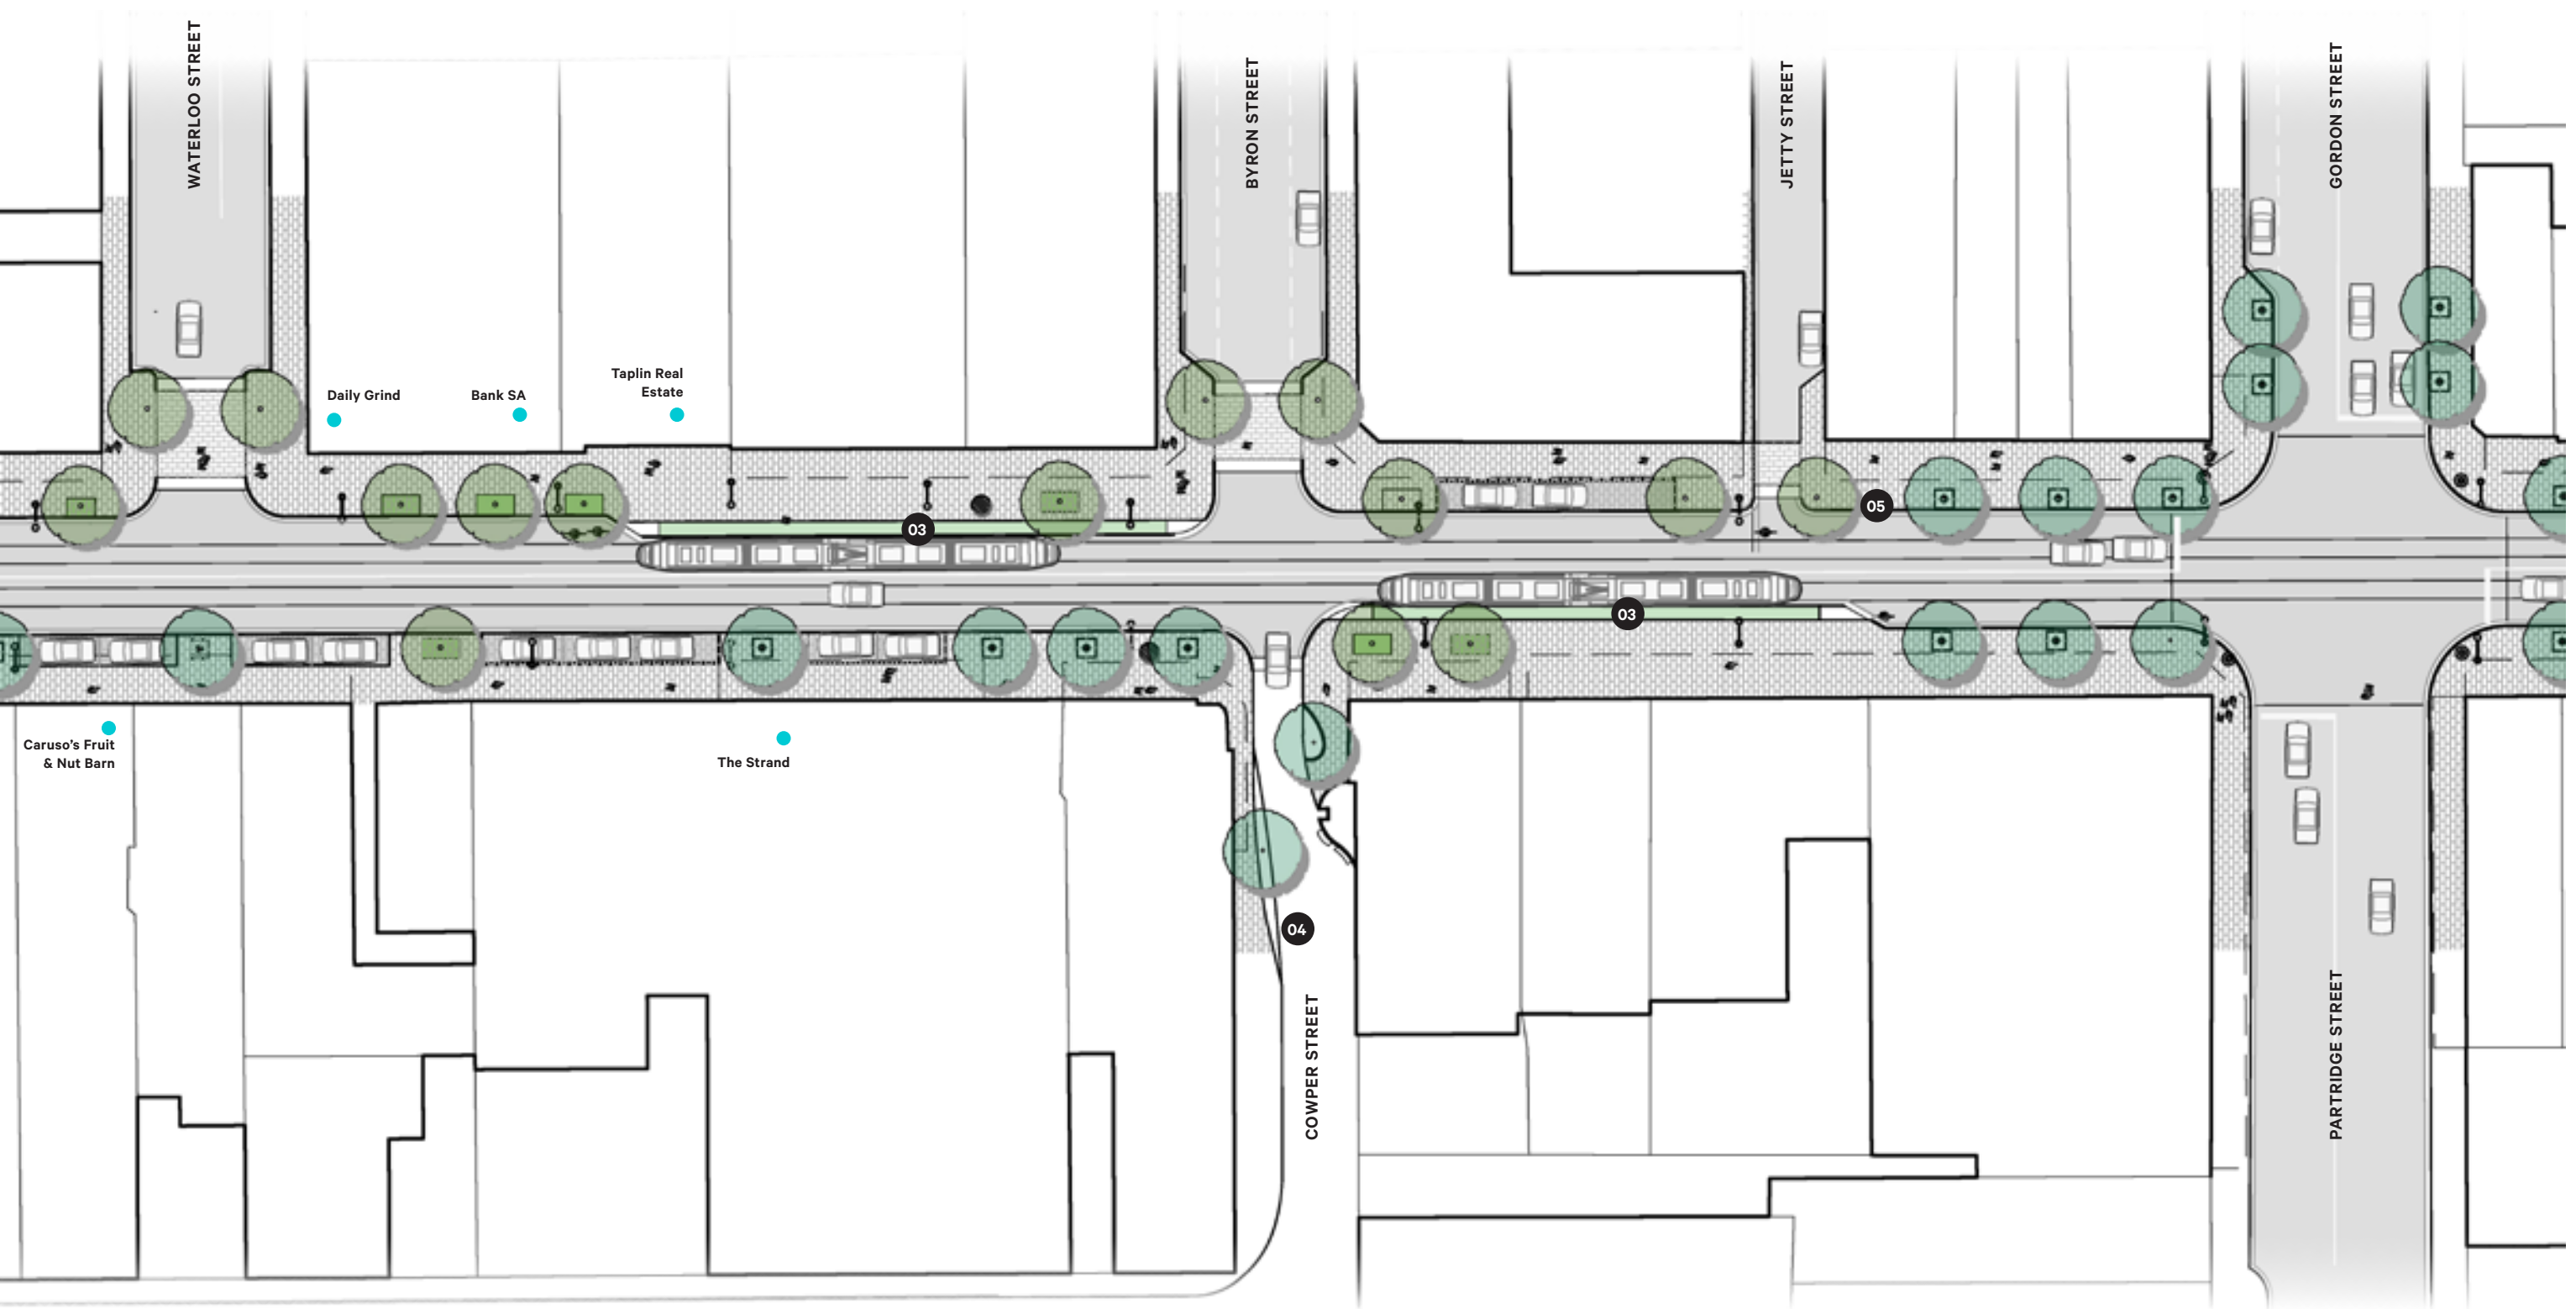 WATERLOO STREET
BYRON STREET
JETTY STREET
GORDON STREET
Daily Grind
Bank SA
Taplin Real
Estate
03
05
03
Caruso's Fruit
& Nut Barn
The Strand
04
COWPER STREET
PARTRIDGE STREET